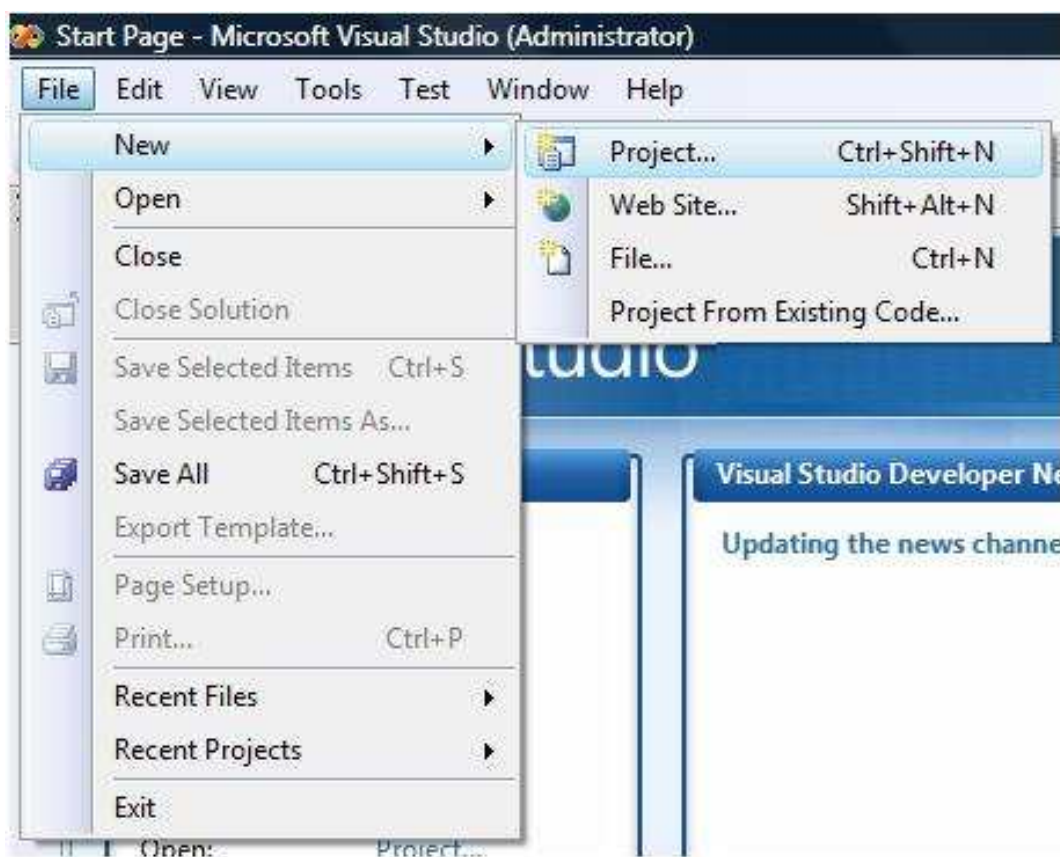 Start Page - Microsoft Visual Studio (Administrator)
File Edit View Tools Test Window Help
New
Open
Close
Close Solution
Save Selected Items Ctrl+S
Save Selected Items As...
Save All Ctrl+Shift+S
Export Template...
Page Setup...
Print... Ctrl+P
Recent Files
Recent Projects
Exit
Project... Ctrl+Shift+N
Web Site... Shift+Alt+N
File... Ctrl+N
Project From Existing Code...
Visual Studio Developer
Updating the news
Open: Project...